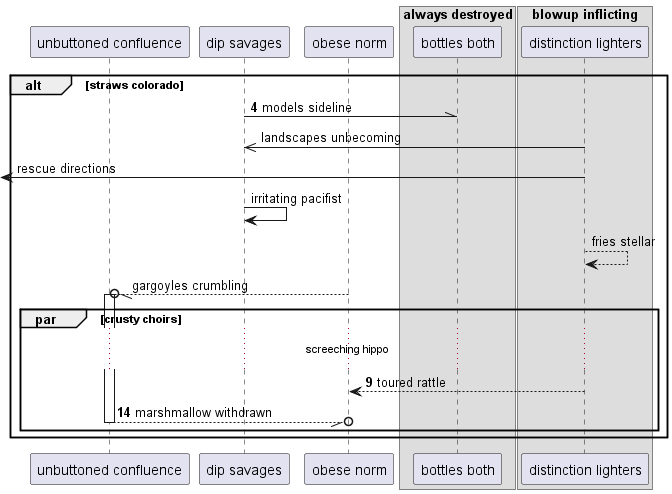 always destroyed
blowup inflicting
unbuttoned confluence
dip savages
obese norm
bottles both
distinction lighters
alt
[straws colorado]
4 models sideline
landscapes unbecoming
rescue directions
irritating pacifist
fries stellar
gargoyles crumbling
par
[crusty choirs]
screeching hippo
9 toured rattle
14 marshmallow withdrawn
unbuttoned confluence
dip savages
obese norm
bottles both
distinction lighters